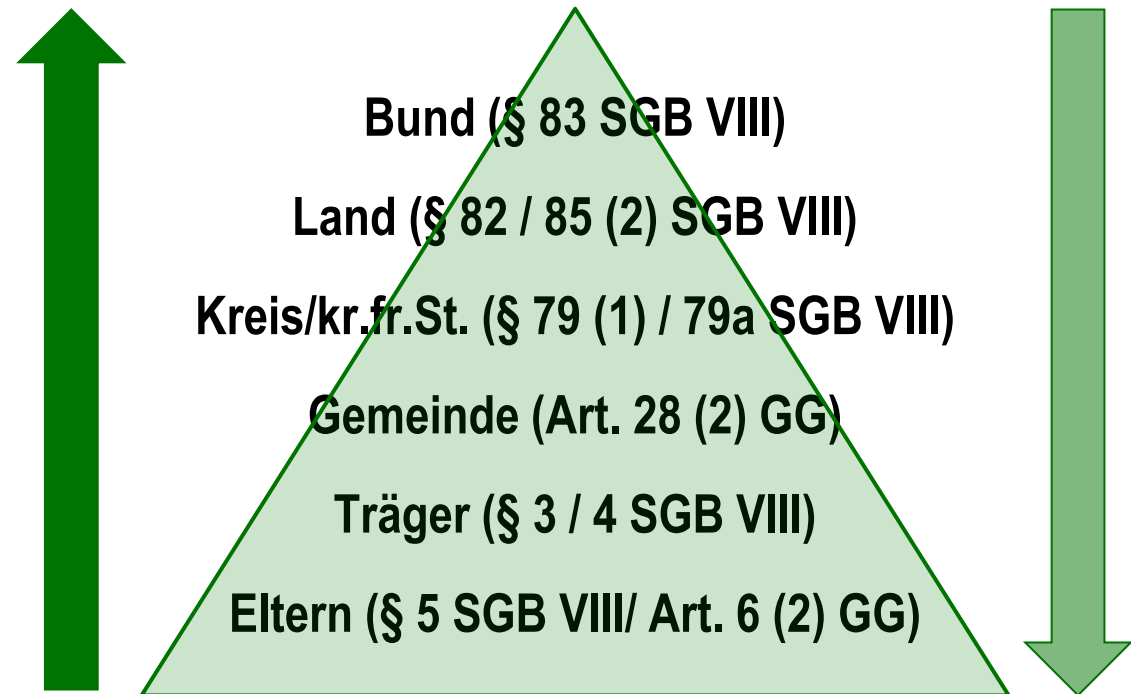 Bund (§ 83 SGB VIII)
Land (§ 82 / 85 (2) SGB VIII)
Kreis/kr.fr.St. (§ 79 (1) / 79a SGB VIII)
Gemeinde (Art. 28 (2) GG)
Träger (§ 3 / 4 SGB VIII)
Eltern (§ 5 SGB VIII/ Art. 6 (2) GG)